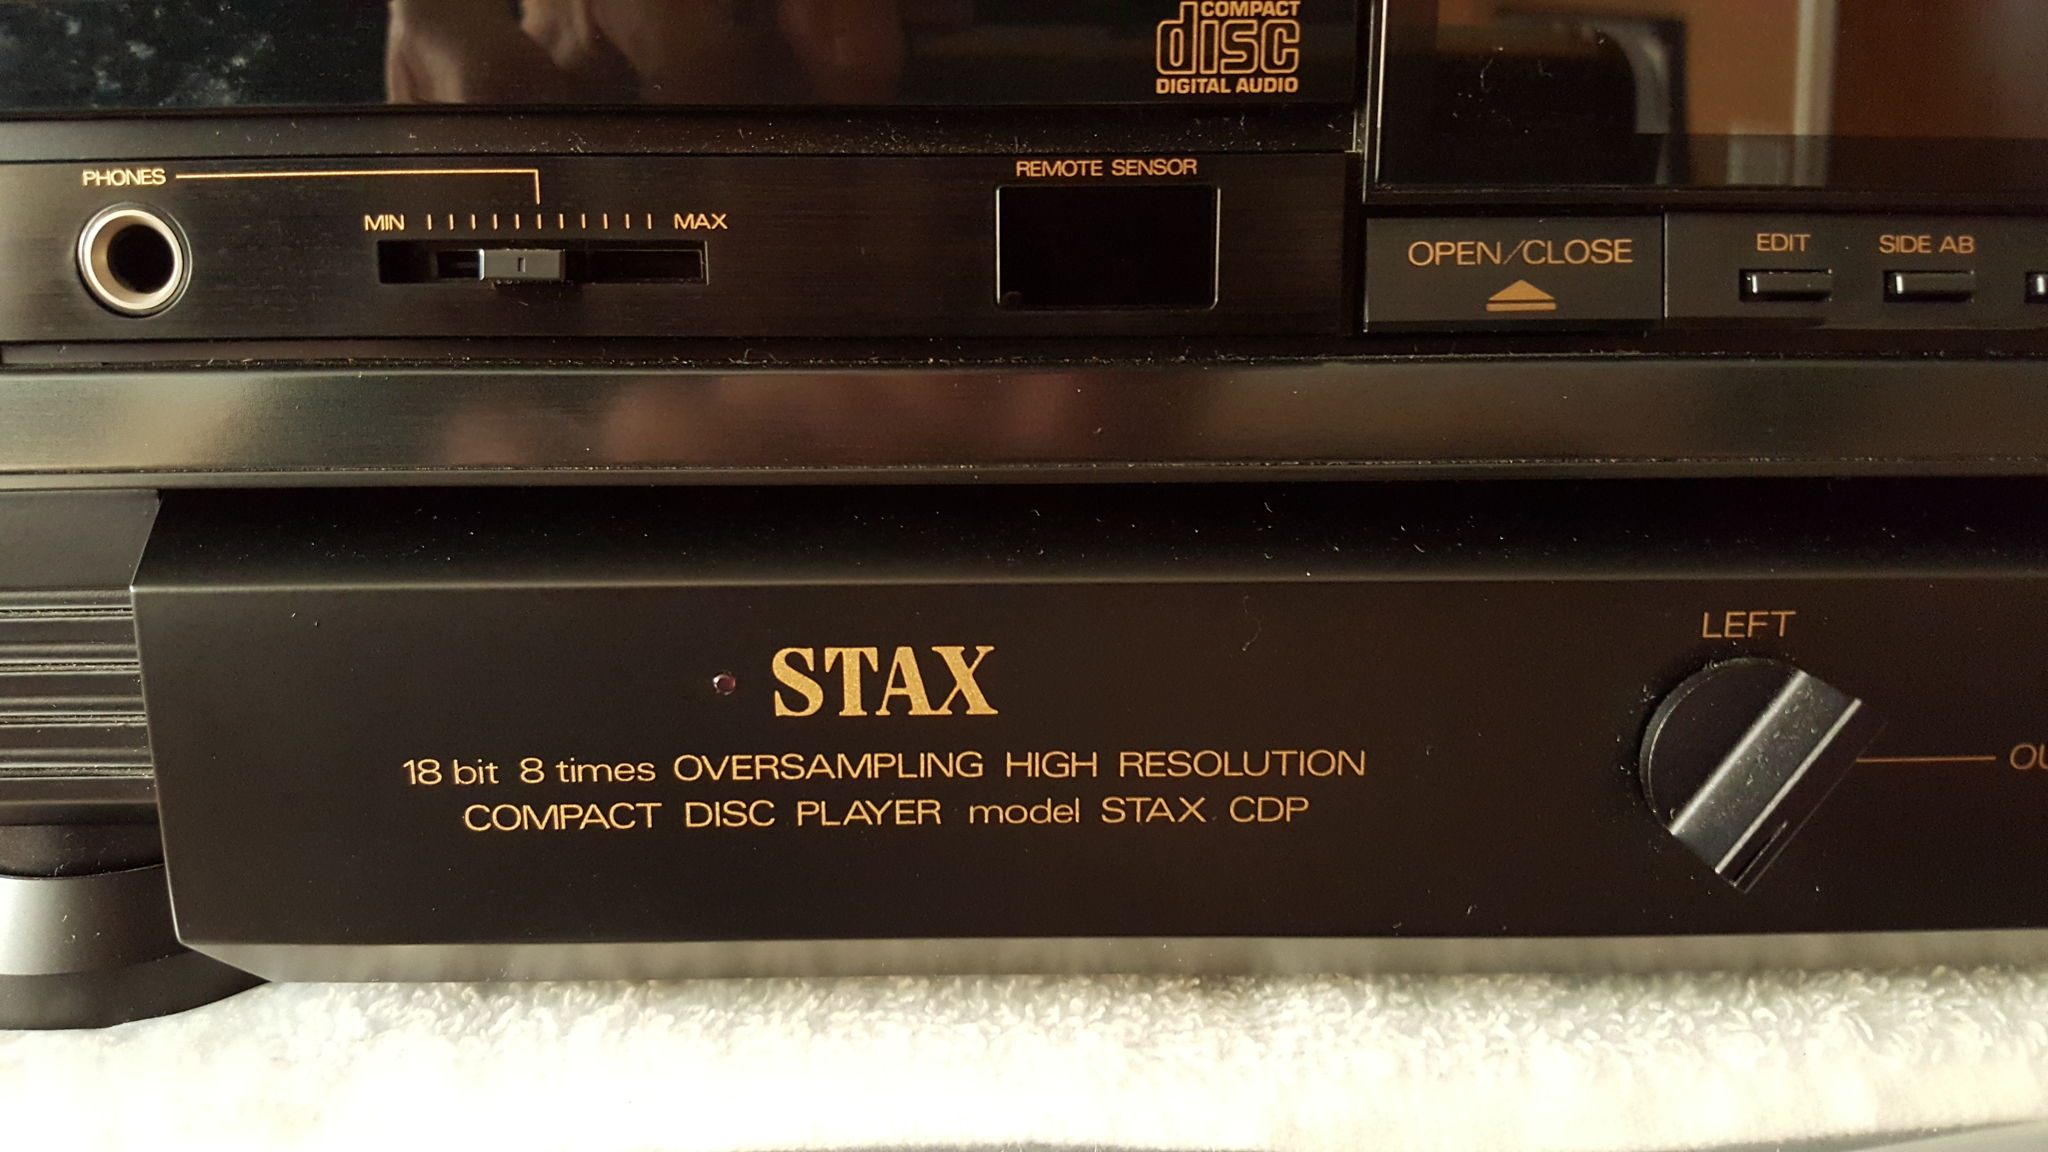 COMPACT
disc
DIGITAL AUDIO
PHONES
MIN
MAX
REMOTE SENSOR
OPEN/CLOSE
EDIT
SIDE AB
LEFT
STAX
18 bit 8 times OVERSAMPLING HIGH RESOLUTION
COMPACT DISC PLAYER model STAX CDP